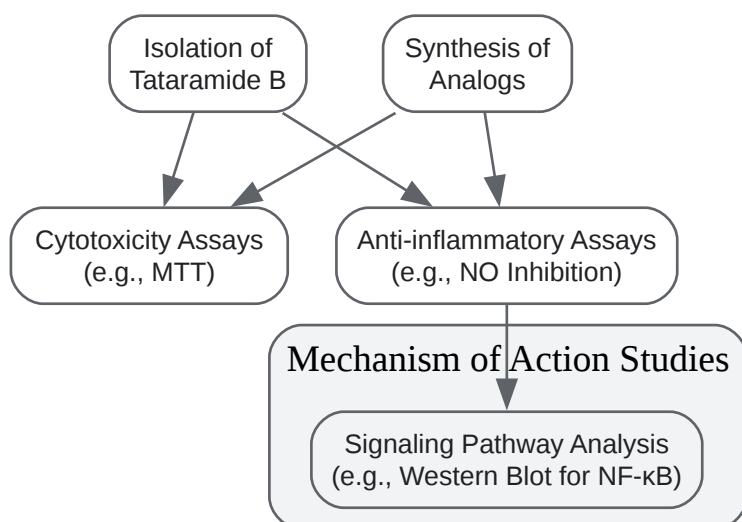 Isolation of
Tataramide B
Synthesis of
Analogs
Cytotoxicity Assays
(e.g., MTT)
Anti-inflammatory Assays
(e.g., NO Inhibition)
Mechanism of Action Studies
Signaling Pathway Analysis
(e.g., Western Blot for NF-κB)